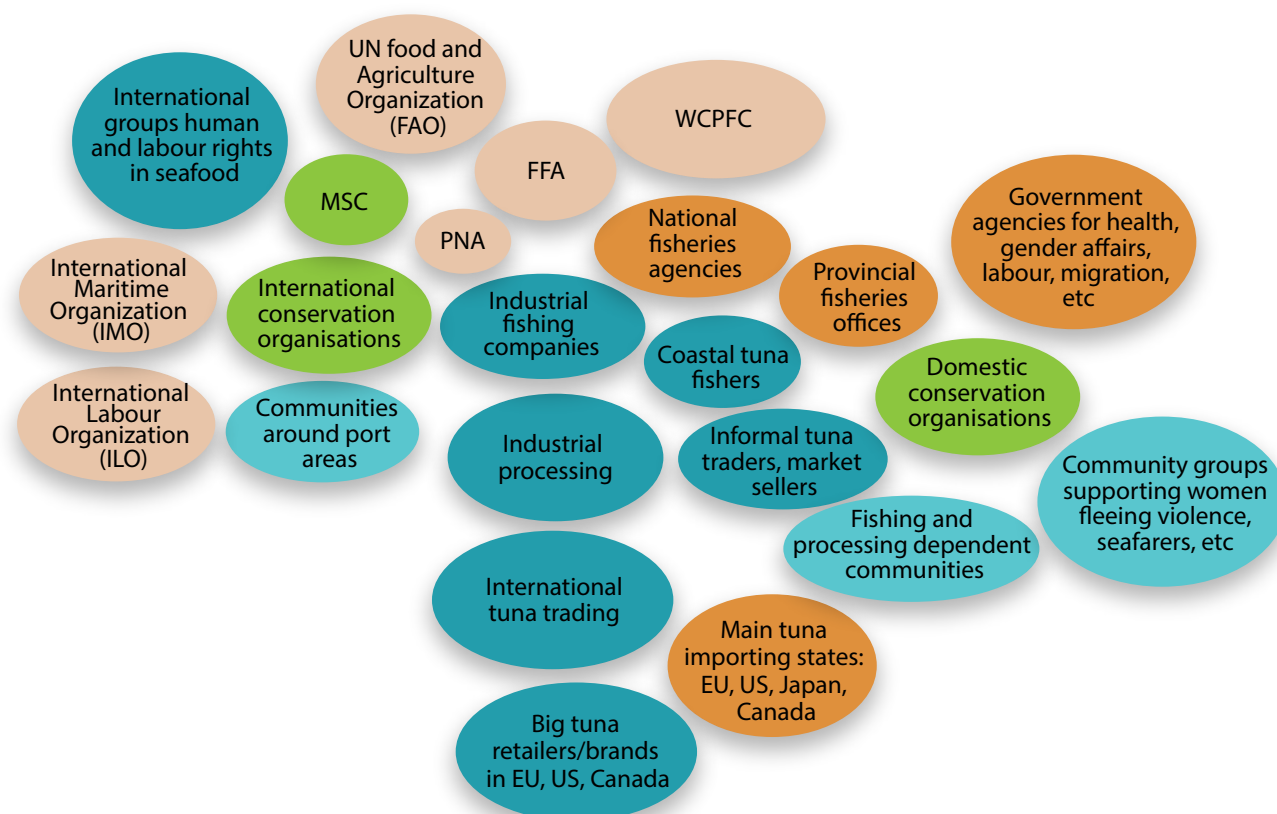 UN food and
Agriculture
Organization
(FAO)
International
groups human
and labour rights
in seafood
WCPFC
FFA
MSC
PNA
National
fisheries
agencies
Government
agencies for health,
gender affairs,
labour, migration,
etc
International
Maritime
Organization
(IMO)
International
conservation
organisations
Industrial
fishing
companies
Provincial
fisheries
offices
Coastal tuna
fishers
Domestic
conservation
organisations
International
Labour
Organization
(ILO)
Communities
around port
areas
Industrial
processing
Informal tuna
traders, market
sellers
Community groups
supporting women
fleeing violence,
seafarers, etc
Fishing and
processing dependent
communities
International
tuna trading
Main tuna
importing states:
EU, US, Japan,
Canada
Big tuna
retailers/brands
in EU, US, Canada